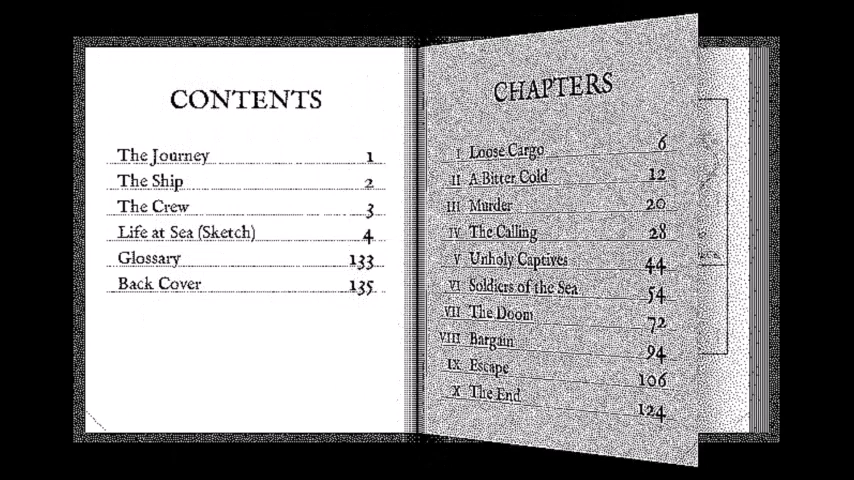 CONTENTS
The Journey 1
The Ship 2
The Crew 3
Life at Sea (Sketch) 4
Glossary 133
Back Cover 135
CHAPTERS
I Loose Cargo 6
II A Bitter Cold 12
III Murder 20
IV The Calling 28
V Unholy Captives 44
VI Soldiers of the Sea 54
VII The Doom 72
VIII Bargain 94
IX Escape 106
X The End 124